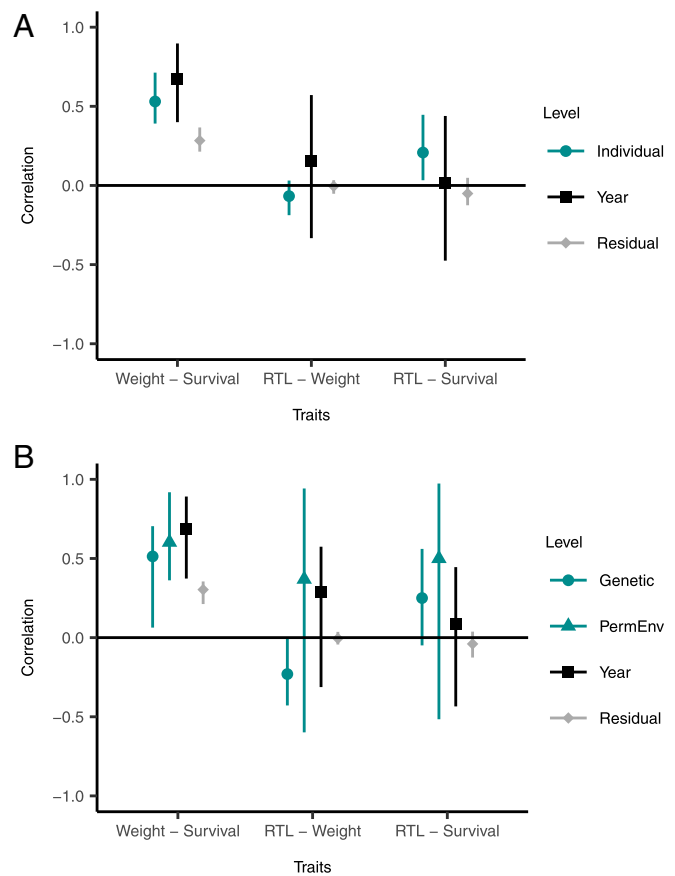 A
1.0
0.5
0.0
−0.5
−1.0
Correlation
Weight − Survival
RTL − Weight
RTL − Survival
Traits
Level
Individual
Year
Residual
B
1.0
0.5
0.0
−0.5
−1.0
Correlation
Weight − Survival
RTL − Weight
RTL − Survival
Traits
Level
Genetic
PermEnv
Year
Residual